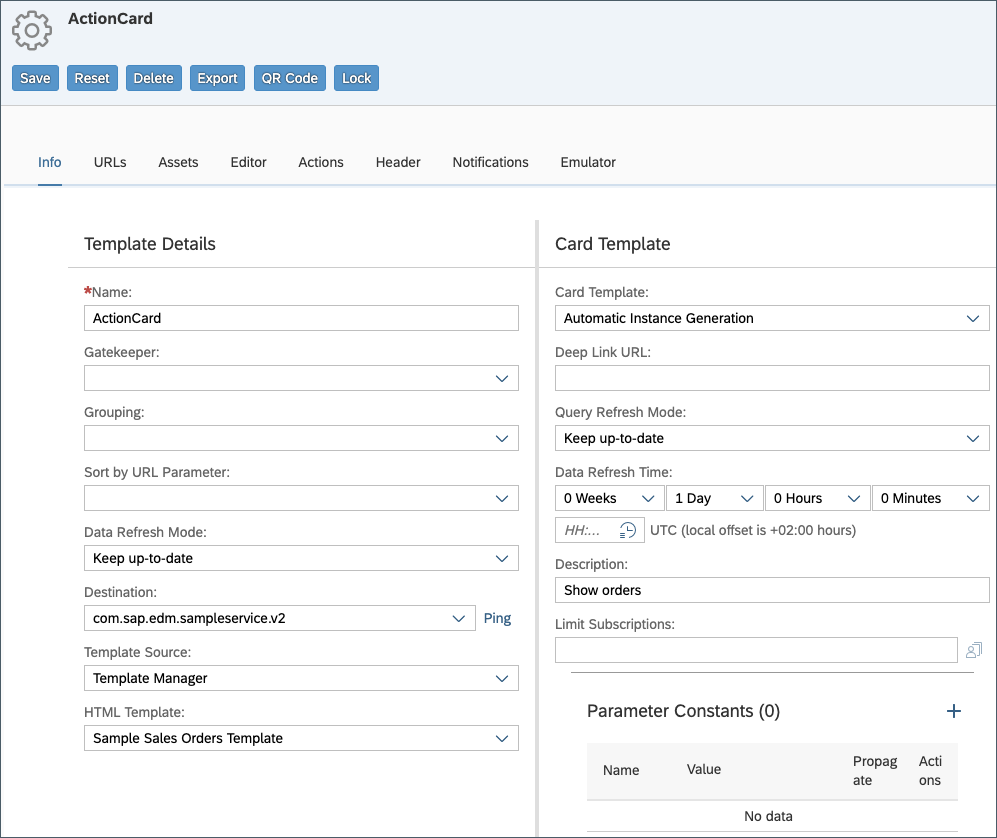 ActionCard
Save Reset Delete Export QR Code Lock
Info URLs Assets Editor Actions Header Notifications Emulator
Template Details
*Name:
ActionCard
Gatekeeper:
Grouping:
Sort by URL Parameter:
Data Refresh Mode:
Keep up-to-date
Destination:
com.sap.edm.sampleservice.v2 Ping
Template Source:
Template Manager
HTML Template:
Sample Sales Orders Template
Card Template
Card Template:
Automatic Instance Generation
Deep Link URL:
Query Refresh Mode:
Keep up-to-date
Data Refresh Time:
0 Weeks 1 Day 0 Hours 0 Minutes
HH:... UTC (local offset is +02:00 hours)
Description:
Show orders
Limit Subscriptions:
Parameter Constants (0) +
Name Value Propag Acti
ate ons
No data